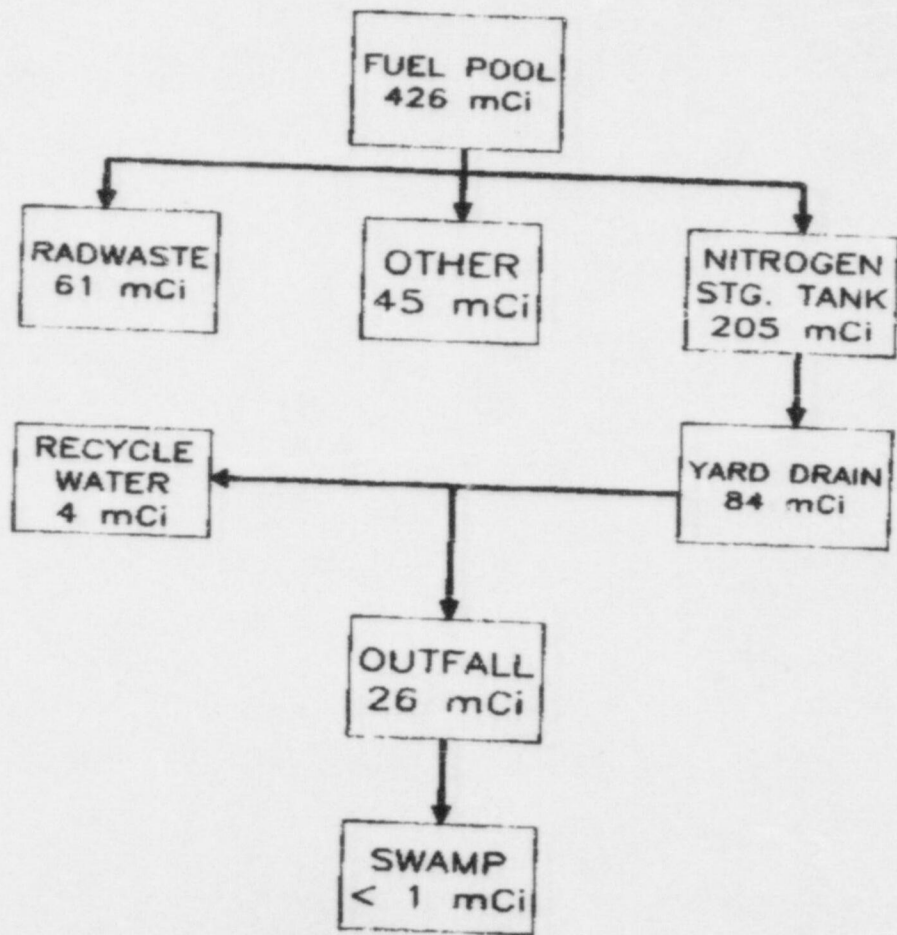 FUEL POOL
426 mCi
RADWASTE
61 mCi
OTHER
45 mCi
NITROGEN
STG. TANK
205 mCi
RECYCLE
WATER
4 mCi
YARD DRAIN
84 mCi
OUTFALL
26 mCi
SWAMP
< 1 mCi